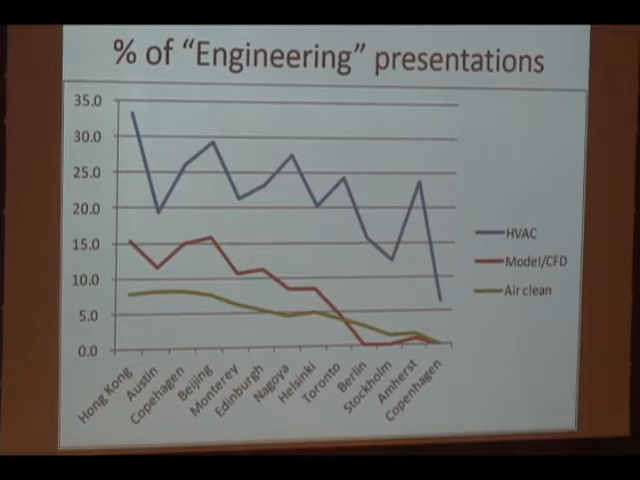 % of “Engineering” presentations
35.0
30.0
25.0
20.0
15.0
10.0
5.0
0.0
HVAC
Model/CFD
Air clean
Hong Kong
Austin
Copehagen
Beijing
Monterey
Edinburgh
Nagoya
Helsinki
Toronto
Berlin
Stockholm
Amherst
Copenhagen